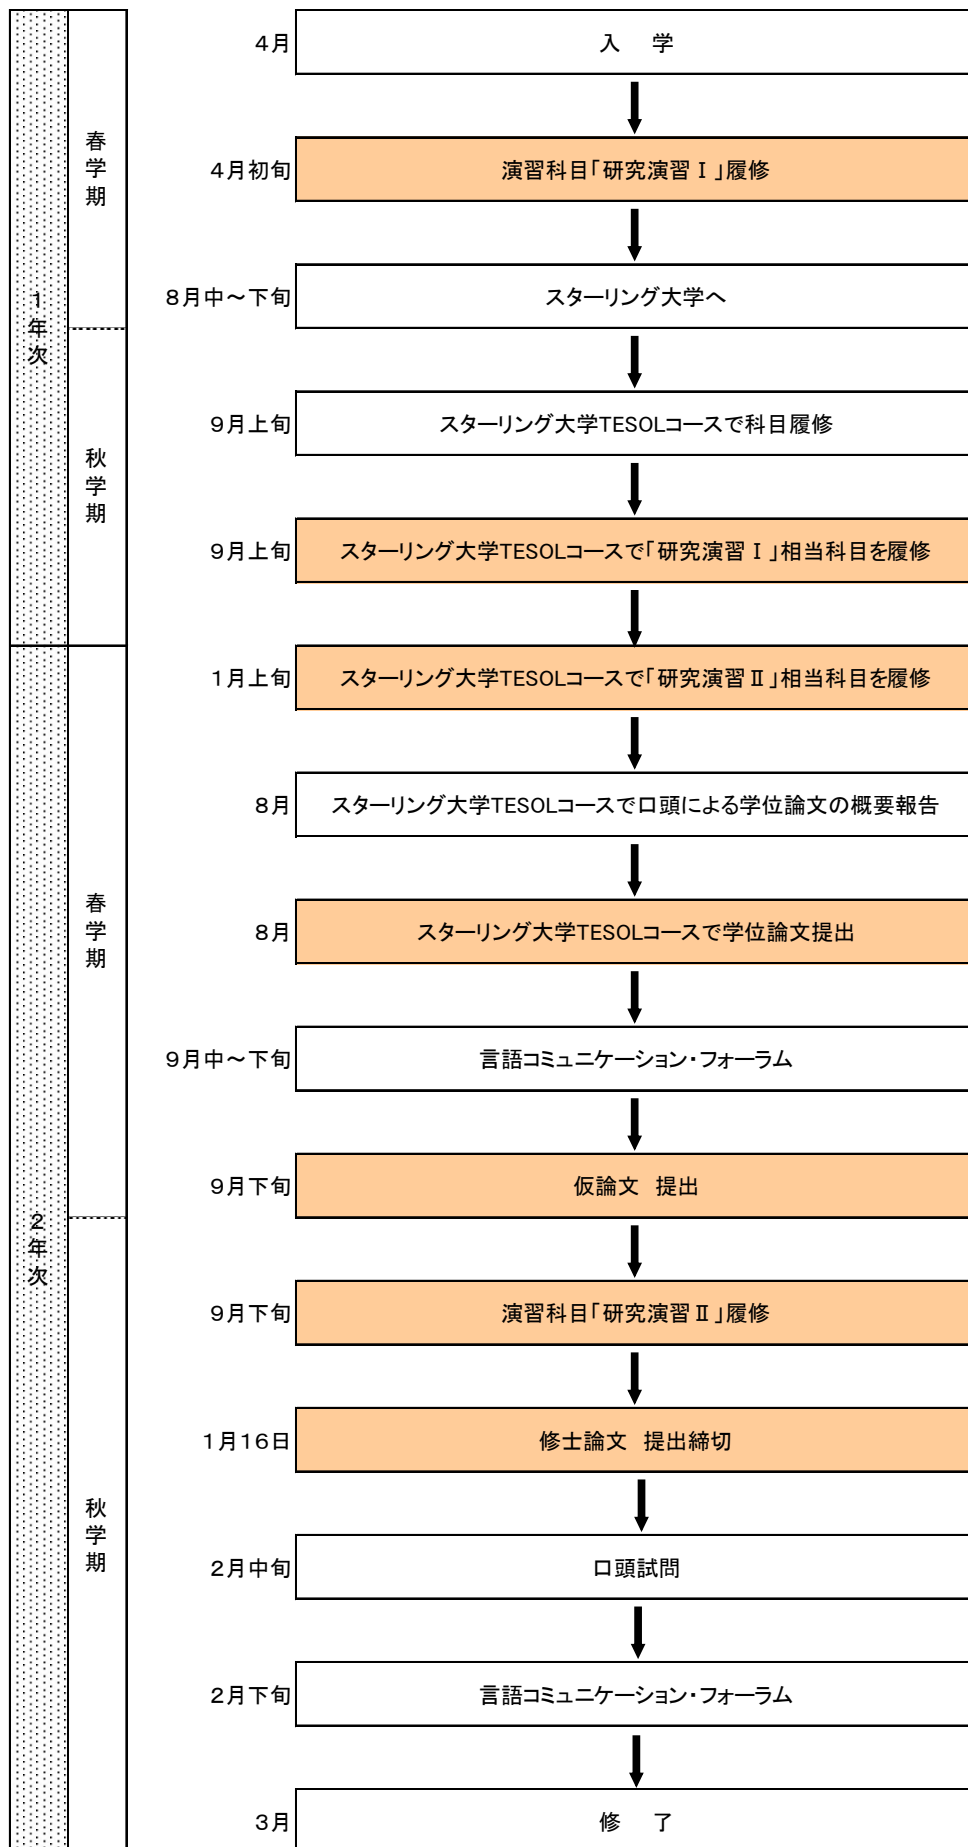 4月
入　学
4月初旬
演習科目「研究演習Ⅰ」履修
春学期
8月中～下旬
スターリング大学へ
1年次
9月上旬
スターリング大学TESOLコースで科目履修
秋学期
9月上旬
スターリング大学TESOLコースで「研究演習Ⅰ」相当科目を履修
1月上旬
スターリング大学TESOLコースで「研究演習Ⅱ」相当科目を履修
8月
スターリング大学TESOLコースで口頭による学位論文の概要報告
春学期
8月
スターリング大学TESOLコースで学位論文提出
9月中～下旬
言語コミュニケーション・フォーラム
9月下旬
仮論文　提出
2年次
9月下旬
演習科目「研究演習Ⅱ」履修
1月16日
修士論文　提出締切
秋学期
2月中旬
口頭試問
2月下旬
言語コミュニケーション・フォーラム
3月
修　了